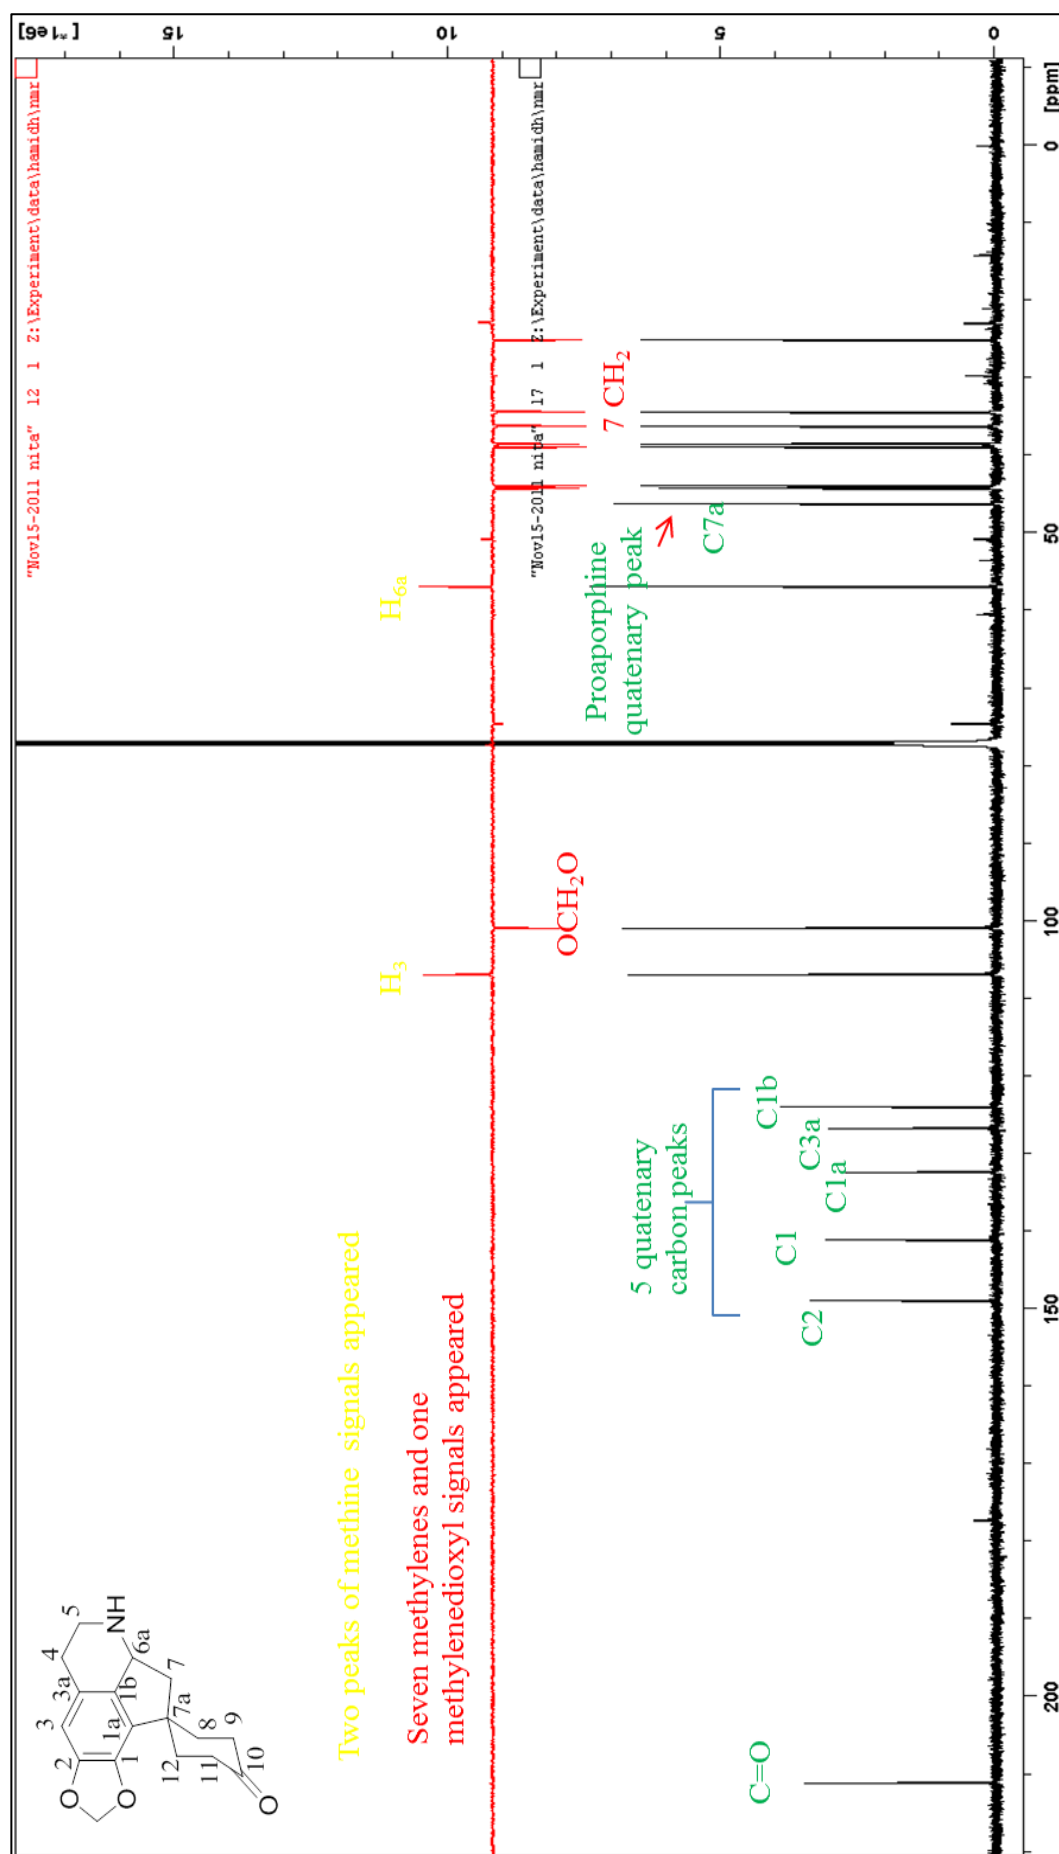 [*1e6]
15
10
5
0
"Nov15-2011 nita" 12 1 Z:\Experiment\data\hamidh\nmr
"Nov15-2011 nita" 17 1 Z:\Experiment\data\hamidh\nmr
O
O
2
3
3a
4
5
NH
6a
7
1b
1a
1
7a
8
9
12
11
10
O
Two peaks of methine signals appeared
Seven methylenes and one
methylenedioxyl signals appeared
H3
H6a
OCH2O
7 CH2
Proaporphine
quatenary peak
C7a
5 quatenary
carbon peaks
C=O
C2
C1
C1a
C3a
C1b
200
150
100
50
0
[ppm]